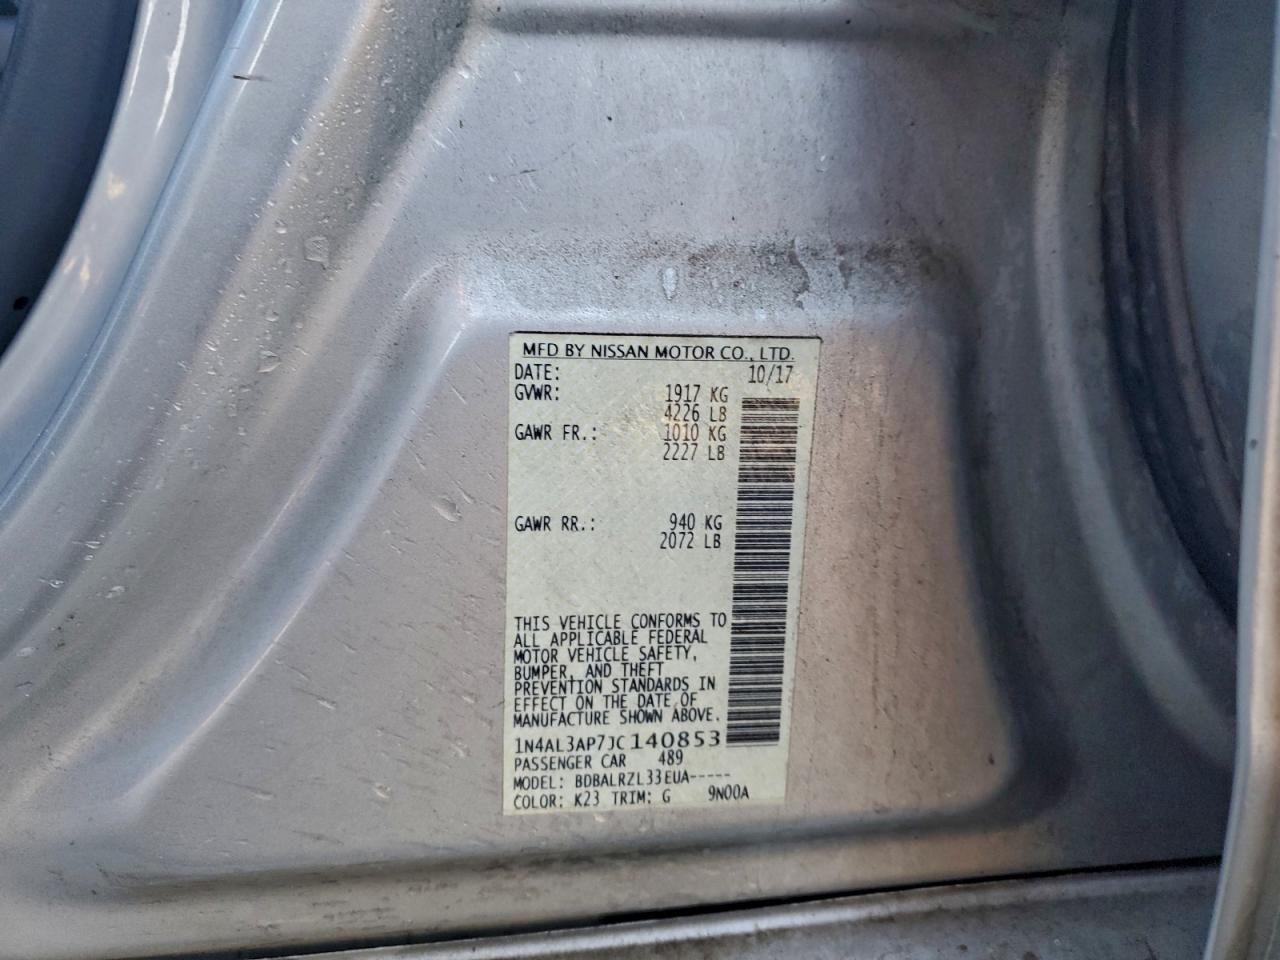 MFD BY NISSAN MOTOR CO., LTD.
DATE: 10/17
GVWR: 1917 KG
4226 LB
GAWR FR.: 1010 KG
2227 LB
GAWR RR.: 940 KG
2072 LB
THIS VEHICLE CONFORMS TO
ALL APPLICABLE FEDERAL
MOTOR VEHICLE SAFETY,
BUMPER, AND THEFT
PREVENTION STANDARDS IN
EFFECT ON THE DATE OF
MANUFACTURE SHOWN ABOVE.
1N4AL3AP7JC140853
PASSENGER CAR 489
MODEL: BDBALRZL33EUA-----
COLOR: K23 TRIM: G 9N00A